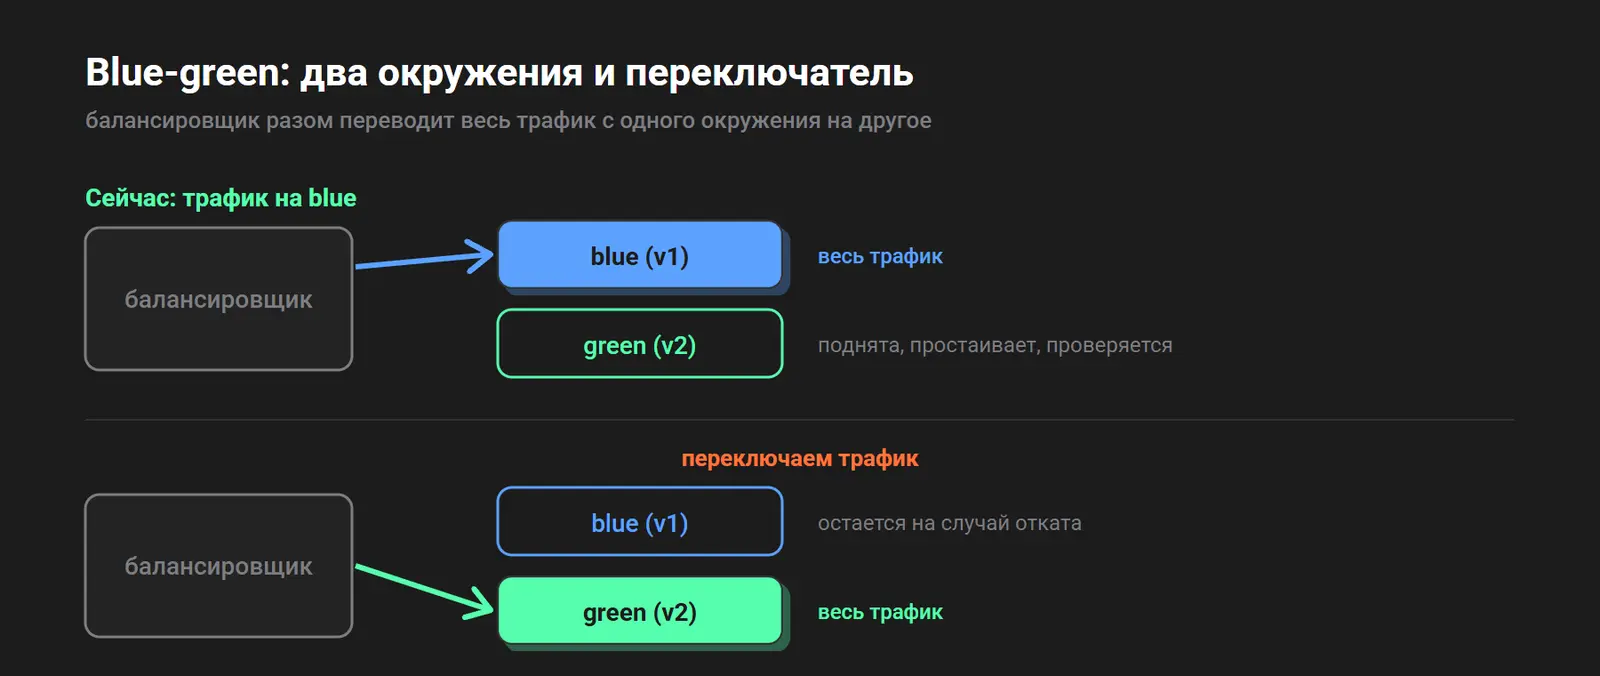 Blue-green: два окружения и переключатель
балансировщик разом переводит весь трафик с одного окружения на другое
Сейчас: трафик на blue
балансировщик
blue (v1)
весь трафик
green (v2)
поднята, простаивает, проверяется
переключаем трафик
балансировщик
blue (v1)
остается на случай отката
green (v2)
весь трафик